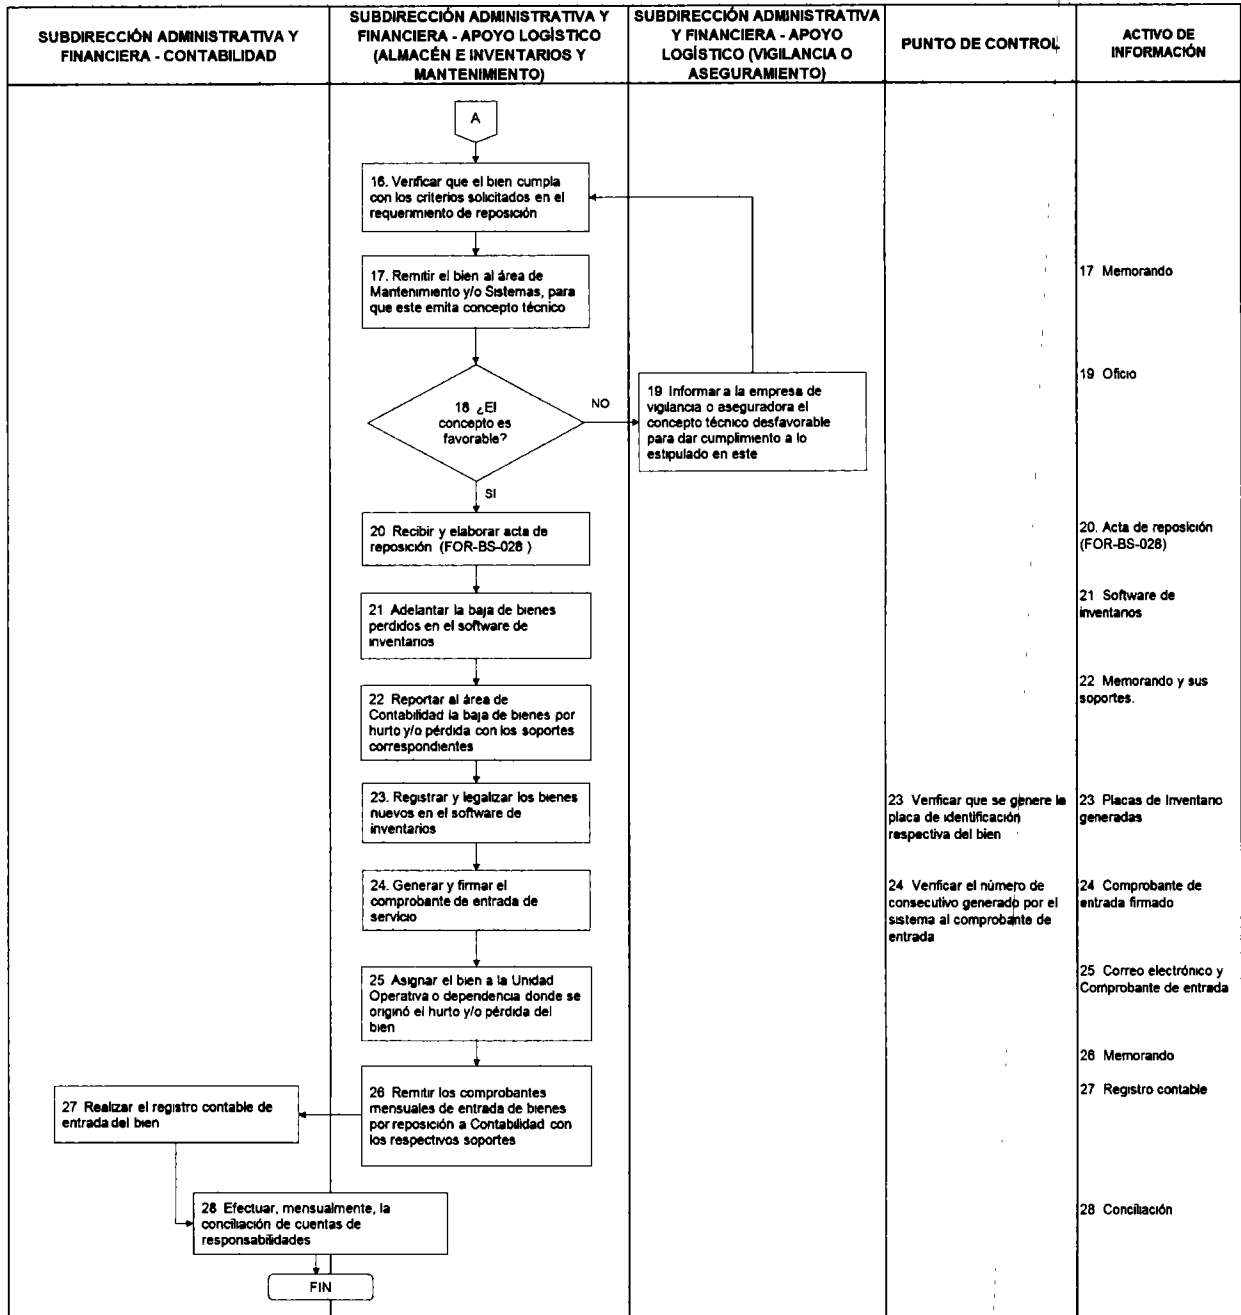 SUBDIRECCIÓN ADMINISTRATIVA Y
FINANCIERA - CONTABILIDAD
SUBDIRECCIÓN ADMINISTRATIVA Y
FINANCIERA - APOYO LOGÍSTICO
(ALMACÉN E INVENTARIOS Y
MANTENIMIENTO)
SUBDIRECCIÓN ADMINISTRATIVA
Y FINANCIERA - APOYO
LOGÍSTICO (VIGILANCIA O
ASEGURAMIENTO)
PUNTO DE CONTROL
ACTIVO DE
INFORMACIÓN
A
16. Verificar que el bien cumpla
con los criterios solicitados en el
requerimiento de reposición
17. Remitir el bien al área de
Mantenimiento y/o Sistemas, para
que este emita concepto técnico
17 Memorando
18 ¿El
concepto es
favorable?
NO
SI
19 Informar a la empresa de
vigilancia o aseguradora el
concepto técnico desfavorable
para dar cumplimiento a lo
estipulado en este
19 Oficio
20 Recibir y elaborar acta de
reposición (FOR-BS-028 )
20. Acta de reposición
(FOR-BS-028)
21 Adelantar la baja de bienes
perdidos en el software de
inventarios
21 Software de
inventarios
22 Reportar al área de
Contabilidad la baja de bienes por
hurto y/o pérdida con los soportes
correspondientes
22 Memorando y sus
soportes.
23. Registrar y legalizar los bienes
nuevos en el software de
inventarios
23 Verificar que se genere la
placa de identificación
respectiva del bien
23 Placas de Inventario
generadas
24. Generar y firmar el
comprobante de entrada de
servicio
24 Verificar el número de
consecutivo generado por el
sistema al comprobante de
entrada
24 Comprobante de
entrada firmado
25 Asignar el bien a la Unidad
Operativa o dependencia donde se
originó el hurto y/o pérdida del
bien
25 Correo electrónico y
Comprobante de entrada
26 Remitir los comprobantes
mensuales de entrada de bienes
por reposición a Contabilidad con
los respectivos soportes
26 Memorando
27 Realizar el registro contable de
entrada del bien
27 Registro contable
28 Efectuar, mensualmente, la
conciliación de cuentas de
responsabilidades
28 Conciliación
FIN